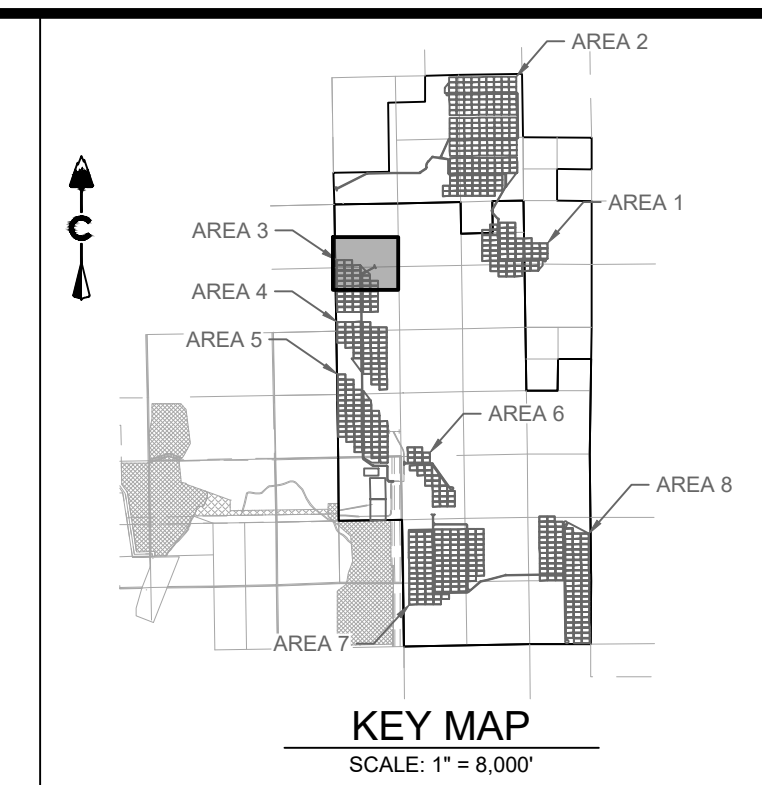 AREA 2
AREA 1
AREA 3
AREA 4
AREA 5
AREA 6
AREA 8
AREA 7
C
KEY MAP
SCALE: 1" = 8,000'